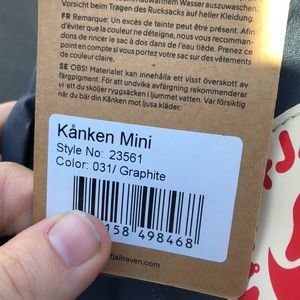 Vorsicht beim Tragen des Rucksacks auf heller Kleidung.
FR Remarque: Un excès de teinte peut être présent. Afin
d'éviter que la couleur ne déteigne, nous vous recomman-
dons de rincer le sac à dos dans de l'eau tiède. Prenez ce
point en compte si vous portez votre sac sur des vêtements
de couleur claire.
SE OBS! Materialet kan innehålla ett visst överskott av
färgpigment. För att undvika avfärgning rekommenderar
vi att du sköljer ryggsäcken i ljummet vatten. Var försiktig
när du bär din Kånken mot ljusa kläder.
Kånken Mini
Style No: 23561
Color: 031/ Graphite
158 498468
fjallraven.com